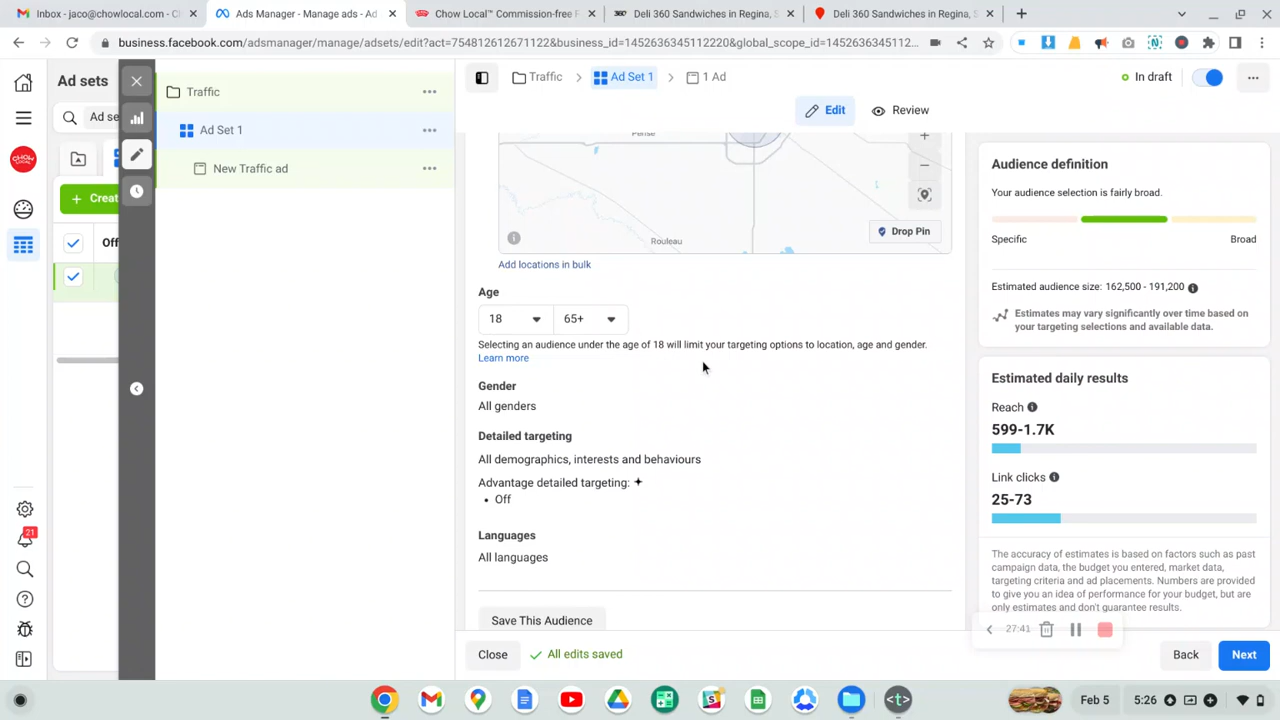 Inbox - jaco@chowlocal.com - C
Ads Manager - Manage ads - Ad
Chow Local™ Commission-free F
Deli 360 Sandwiches in Regina, S
Deli 360 Sandwiches in Regina, S
business.facebook.com/adsmanager/manage/adsets/edit?act=754812612671122&business_id=1452636345112220&global_scope_id=1452636345112...
Ad sets
Ad se
Creat
Off
Traffic
Ad Set 1
New Traffic ad
Traffic
Ad Set 1
1 Ad
In draft
Edit
Review
Pense
Rouleau
Drop Pin
Add locations in bulk
Age
18
65+
Selecting an audience under the age of 18 will limit your targeting options to location, age and gender.
Learn more
Gender
All genders
Detailed targeting
All demographics, interests and behaviours
Advantage detailed targeting:
• Off
Languages
All languages
Save This Audience
Close
All edits saved
Back
Next
Audience definition
Your audience selection is fairly broad.
Specific
Broad
Estimated audience size: 162,500 - 191,200
Estimates may vary significantly over time based on
your targeting selections and available data.
Estimated daily results
Reach
599-1.7K
Link clicks
25-73
The accuracy of estimates is based on factors such as past
campaign data, the budget you entered, market data,
targeting criteria and ad placements. Numbers are provided
to give you an idea of performance for your budget, but are
only estimates and don't guarantee results.
27:41
21
Feb 5
5:26